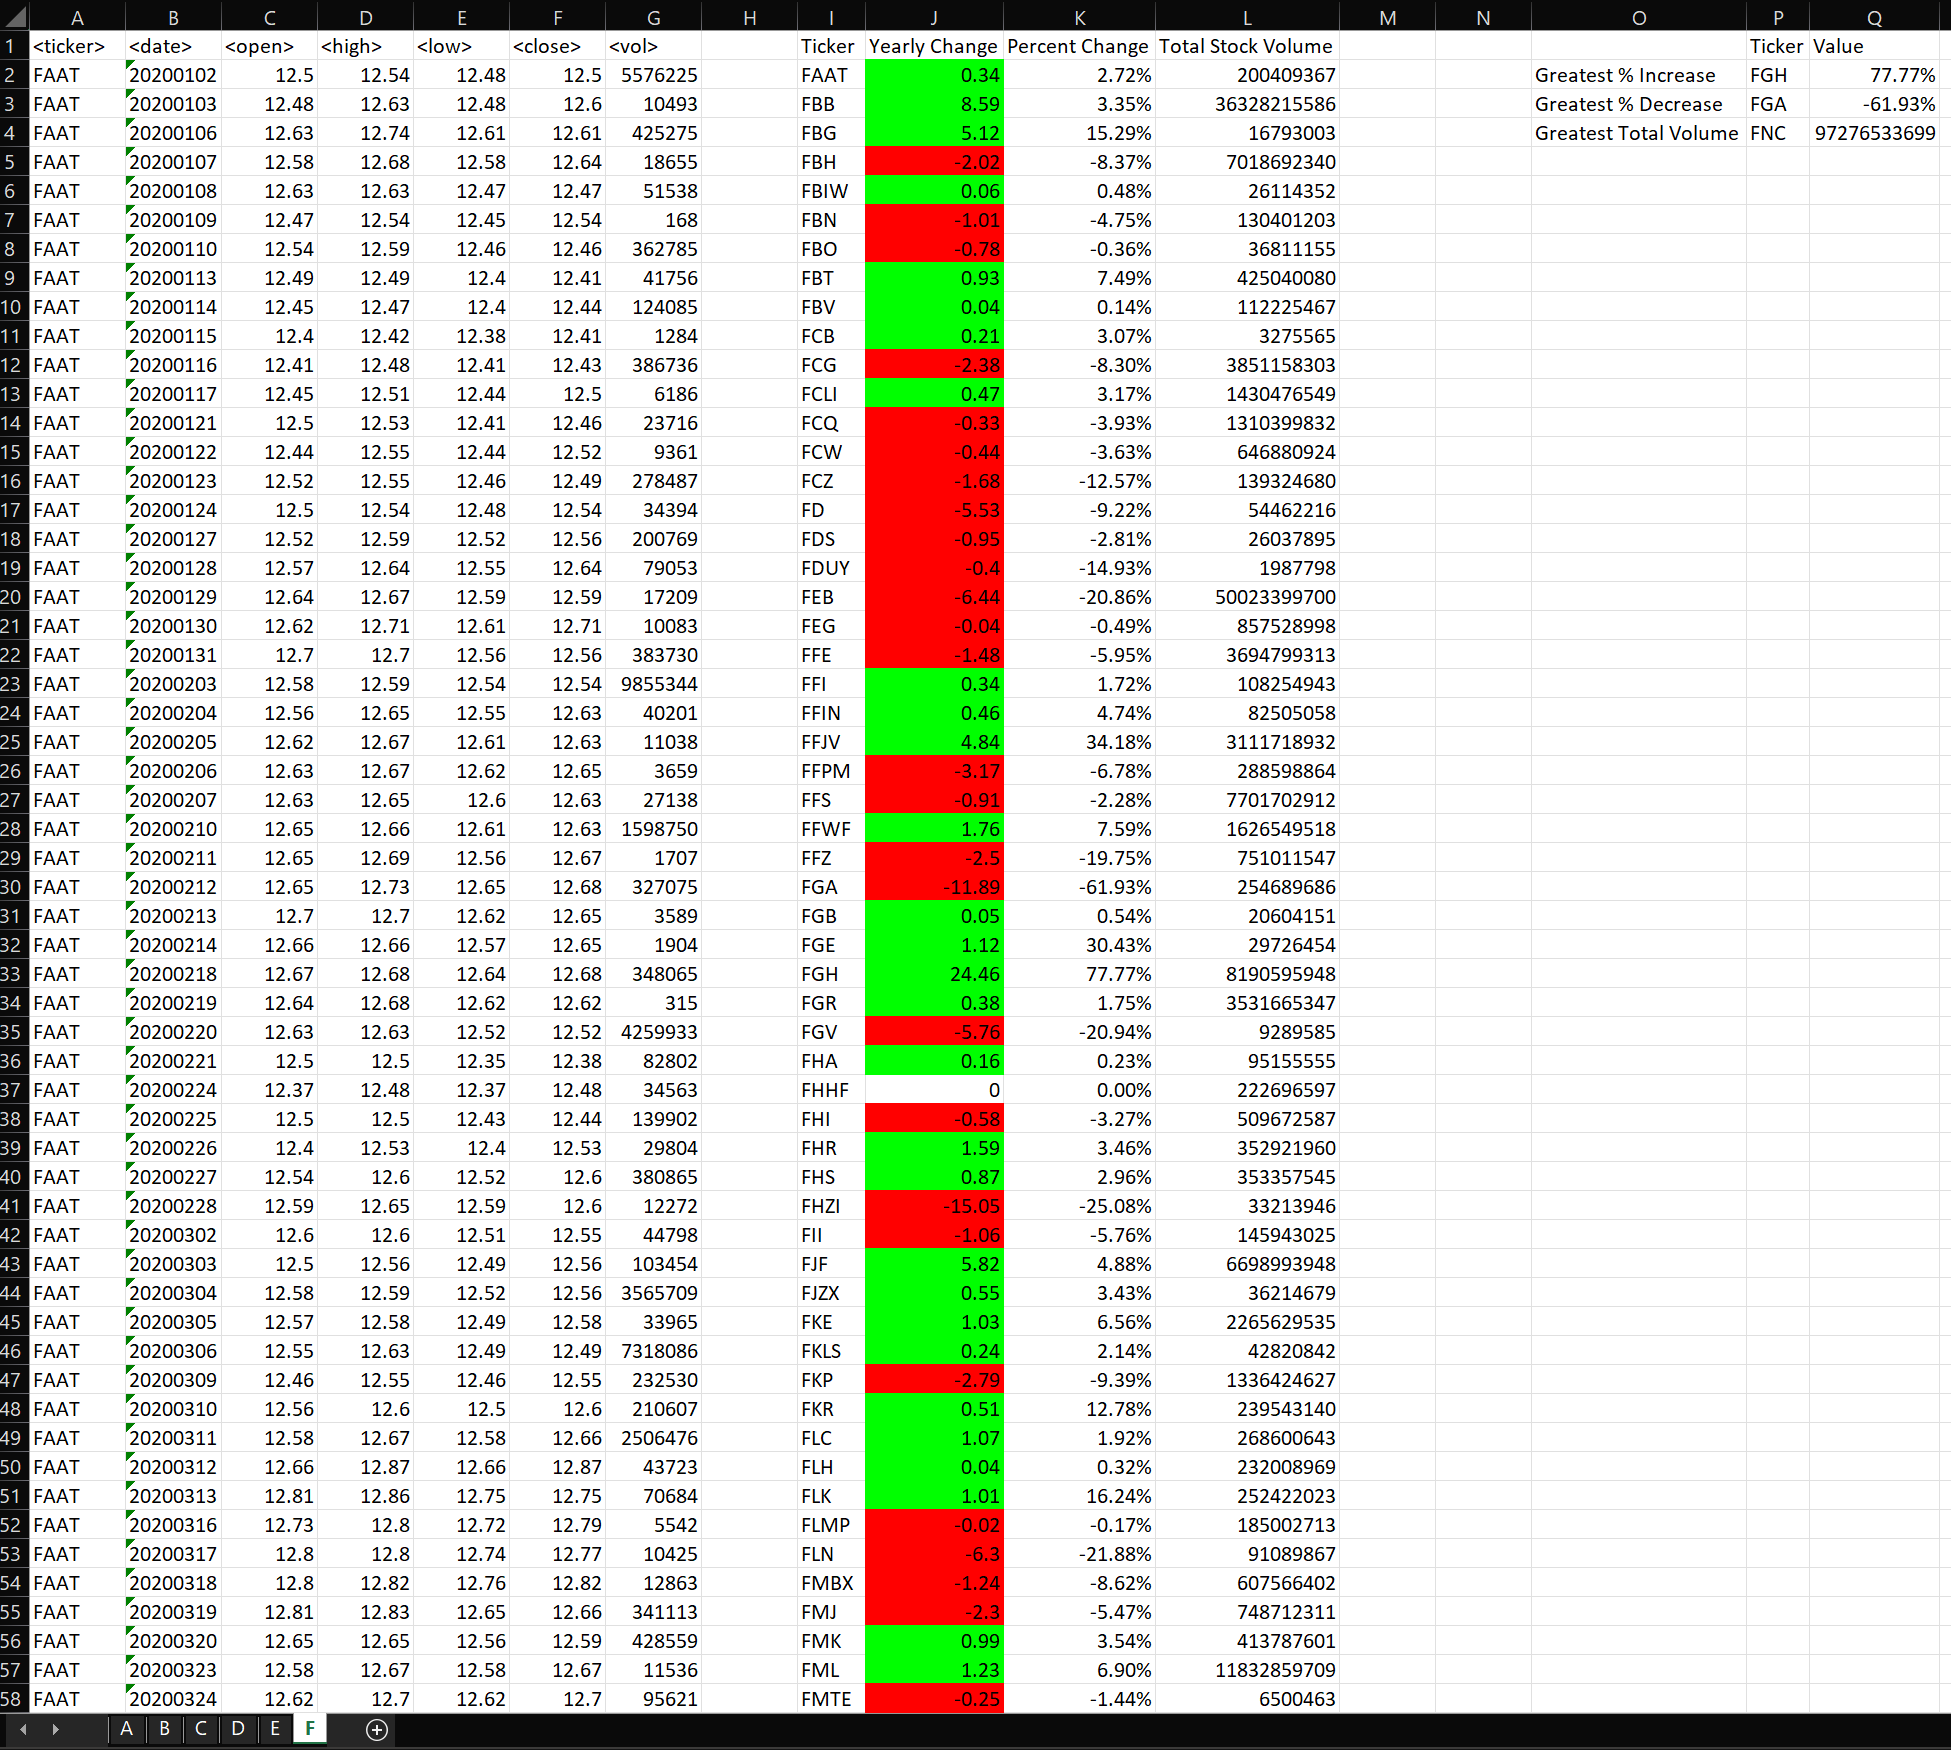 A B C D E F G H I J K L M N O P Q
1 <ticker> <date> <open> <high> <low> <close> <vol> Ticker Yearly Change Percent Change Total Stock Volume Ticker Value
2 FAAT 20200102 12.5 12.54 12.48 12.5 5576225 FAAT 0.34 2.72% 200409367 Greatest % Increase FGH 77.77%
3 FAAT 20200103 12.48 12.63 12.48 12.6 10493 FBB 8.59 3.35% 36328215586 Greatest % Decrease FGA -61.93%
4 FAAT 20200106 12.63 12.74 12.61 12.61 425275 FBG 5.12 15.29% 16793003 Greatest Total Volume FNC 97276533699
5 FAAT 20200107 12.58 12.68 12.58 12.64 18655 FBH -2.02 -8.37% 7018692340
6 FAAT 20200108 12.63 12.63 12.47 12.47 51538 FBIW 0.06 0.48% 26114352
7 FAAT 20200109 12.47 12.54 12.45 12.54 168 FBN -1.01 -4.75% 130401203
8 FAAT 20200110 12.54 12.59 12.46 12.46 362785 FBO -0.78 -0.36% 36811155
9 FAAT 20200113 12.49 12.49 12.4 12.41 41756 FBT 0.93 7.49% 425040080
10 FAAT 20200114 12.45 12.47 12.4 12.44 124085 FBV 0.04 0.14% 112225467
11 FAAT 20200115 12.4 12.42 12.38 12.41 1284 FCB 0.21 3.07% 3275565
12 FAAT 20200116 12.41 12.48 12.41 12.43 386736 FCG -2.38 -8.30% 3851158303
13 FAAT 20200117 12.45 12.51 12.44 12.5 6186 FCLI 0.47 3.17% 1430476549
14 FAAT 20200121 12.5 12.53 12.41 12.46 23716 FCQ -0.33 -3.93% 1310399832
15 FAAT 20200122 12.44 12.55 12.44 12.52 9361 FCW -0.44 -3.63% 646880924
16 FAAT 20200123 12.52 12.55 12.46 12.49 278487 FCZ -1.68 -12.57% 139324680
17 FAAT 20200124 12.5 12.54 12.48 12.54 34394 FD -5.53 -9.22% 54462216
18 FAAT 20200127 12.52 12.59 12.52 12.56 200769 FDS -0.95 -2.81% 26037895
19 FAAT 20200128 12.57 12.64 12.55 12.64 79053 FDUY -0.4 -14.93% 1987798
20 FAAT 20200129 12.64 12.67 12.59 12.59 17209 FEB -6.44 -20.86% 50023399700
21 FAAT 20200130 12.62 12.71 12.61 12.71 10083 FEG -0.04 -0.49% 857528998
22 FAAT 20200131 12.7 12.7 12.56 12.56 383730 FFE -1.48 -5.95% 3694799313
23 FAAT 20200203 12.58 12.59 12.54 12.54 9855344 FFI 0.34 1.72% 108254943
24 FAAT 20200204 12.56 12.65 12.55 12.63 40201 FFIN 0.46 4.74% 82505058
25 FAAT 20200205 12.62 12.67 12.61 12.63 11038 FFJV 4.84 34.18% 3111718932
26 FAAT 20200206 12.63 12.67 12.62 12.65 3659 FFPM -3.17 -6.78% 288598864
27 FAAT 20200207 12.63 12.65 12.6 12.63 27138 FFS -0.91 -2.28% 7701702912
28 FAAT 20200210 12.65 12.66 12.61 12.63 1598750 FFWF 1.76 7.59% 1626549518
29 FAAT 20200211 12.65 12.69 12.56 12.67 1707 FFZ -2.5 -19.75% 751011547
30 FAAT 20200212 12.65 12.73 12.65 12.68 327075 FGA -11.89 -61.93% 254689686
31 FAAT 20200213 12.7 12.7 12.62 12.65 3589 FGB 0.05 0.54% 20604151
32 FAAT 20200214 12.66 12.66 12.57 12.65 1904 FGE 1.12 30.43% 29726454
33 FAAT 20200218 12.67 12.68 12.64 12.68 348065 FGH 24.46 77.77% 8190595948
34 FAAT 20200219 12.64 12.68 12.62 12.62 315 FGR 0.38 1.75% 3531665347
35 FAAT 20200220 12.63 12.63 12.52 12.52 4259933 FGV -5.76 -20.94% 9289585
36 FAAT 20200221 12.5 12.5 12.35 12.38 82802 FHA 0.16 0.23% 95155555
37 FAAT 20200224 12.37 12.48 12.37 12.48 34563 FHHF 0 0.00% 222696597
38 FAAT 20200225 12.5 12.5 12.43 12.44 139902 FHI -0.58 -3.27% 509672587
39 FAAT 20200226 12.4 12.53 12.4 12.53 29804 FHR 1.59 3.46% 352921960
40 FAAT 20200227 12.54 12.6 12.52 12.6 380865 FHS 0.87 2.96% 353357545
41 FAAT 20200228 12.59 12.65 12.59 12.6 12272 FHZI -15.05 -25.08% 33213946
42 FAAT 20200302 12.6 12.6 12.51 12.55 44798 FII -1.06 -5.76% 145943025
43 FAAT 20200303 12.5 12.56 12.49 12.56 103454 FJF 5.82 4.88% 6698993948
44 FAAT 20200304 12.58 12.59 12.52 12.56 3565709 FJZX 0.55 3.43% 36214679
45 FAAT 20200305 12.57 12.58 12.49 12.58 33965 FKE 1.03 6.56% 2265629535
46 FAAT 20200306 12.55 12.63 12.49 12.49 7318086 FKLS 0.24 2.14% 42820842
47 FAAT 20200309 12.46 12.55 12.46 12.55 232530 FKP -2.79 -9.39% 1336424627
48 FAAT 20200310 12.56 12.6 12.5 12.6 210607 FKR 0.51 12.78% 239543140
49 FAAT 20200311 12.58 12.67 12.58 12.66 2506476 FLC 1.07 1.92% 268600643
50 FAAT 20200312 12.66 12.87 12.66 12.87 43723 FLH 0.04 0.32% 232008969
51 FAAT 20200313 12.81 12.86 12.75 12.75 70684 FLK 1.01 16.24% 252422023
52 FAAT 20200316 12.73 12.8 12.72 12.79 5542 FLMP -0.02 -0.17% 185002713
53 FAAT 20200317 12.8 12.8 12.74 12.77 10425 FLN -6.3 -21.88% 91089867
54 FAAT 20200318 12.8 12.82 12.76 12.82 12863 FMBX -1.24 -8.62% 607566402
55 FAAT 20200319 12.81 12.83 12.65 12.66 341113 FMJ -2.3 -5.47% 748712311
56 FAAT 20200320 12.65 12.65 12.56 12.59 428559 FMK 0.99 3.54% 413787601
57 FAAT 20200323 12.58 12.67 12.58 12.67 11536 FML 1.23 6.90% 11832859709
58 FAAT 20200324 12.62 12.7 12.62 12.7 95621 FMTE -0.25 -1.44% 6500463
A B C D E F